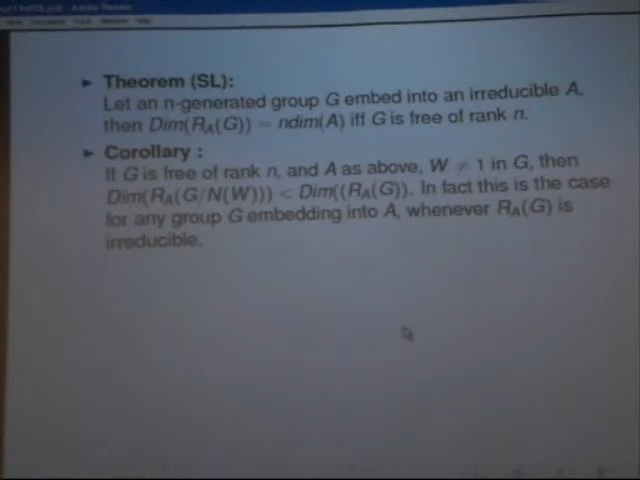 Adobe Reader
► Theorem (SL):
Let an n-generated group G embed into an irreducible A,
then Dim(R_A(G)) = ndim(A) iff G is free of rank n.
► Corollary :
If G is free of rank n, and A as above, W ≠ 1 in G, then
Dim(R_A(G/N(W))) < Dim((R_A(G)). In fact this is the case
for any group G embedding into A, whenever R_A(G) is
irreducible.